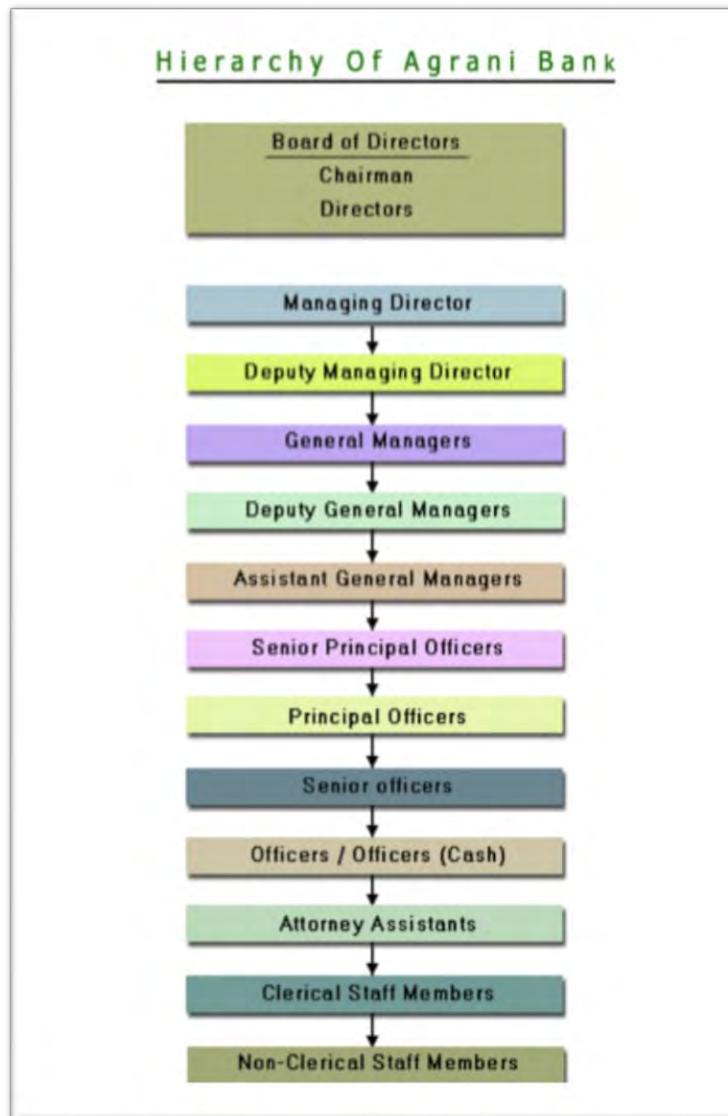 Hierarchy Of Agrani Bank
Board of Directors
Chairman
Directors
Managing Director
Deputy Managing Director
General Managers
Deputy General Managers
Assistant General Managers
Senior Principal Officers
Principal Officers
Senior officers
Officers / Officers (Cash)
Attorney Assistants
Clerical Staff Members
Non-Clerical Staff Members